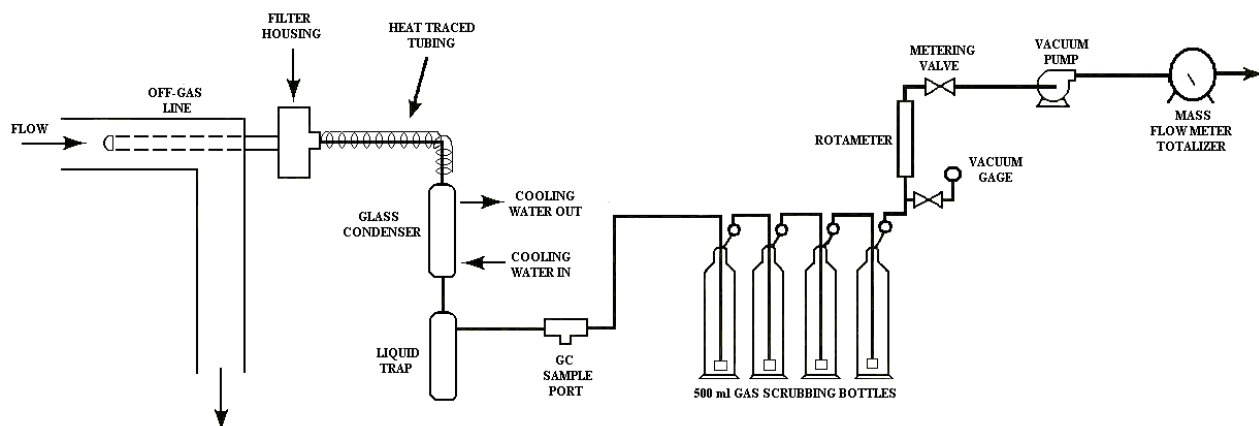 FILTER
HOUSING
HEAT TRACED
TUBING
OFF-GAS
LINE
FLOW
METERING
VALVE
VACUUM
PUMP
MASS
FLOW METER
TOTALIZER
ROTAMETER
VACUUM
GAGE
COOLING
WATER OUT
GLASS
CONDENSER
COOLING
WATER IN
LIQUID
TRAP
GC
SAMPLE
PORT
500 ml GAS SCRUBBING BOTTLES